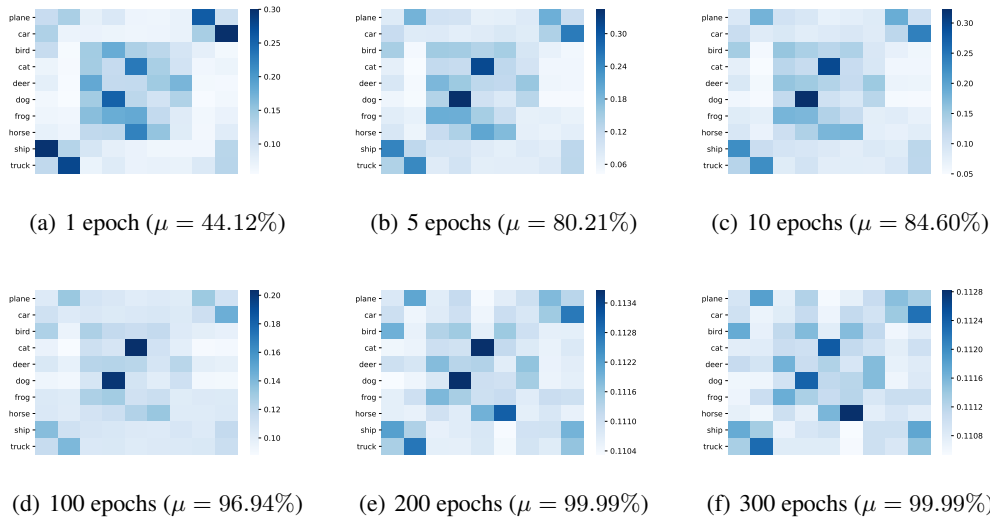 plane
car
bird
cat
deer
dog
frog
horse
ship
truck
0.30
0.25
0.20
0.15
0.10
(a) 1 epoch (μ = 44.12%)
plane
car
bird
cat
deer
dog
frog
horse
ship
truck
0.30
0.24
0.18
0.12
0.06
(b) 5 epochs (μ = 80.21%)
plane
car
bird
cat
deer
dog
frog
horse
ship
truck
0.30
0.25
0.20
0.15
0.10
0.05
(c) 10 epochs (μ = 84.60%)
plane
car
bird
cat
deer
dog
frog
horse
ship
truck
0.20
0.18
0.16
0.14
0.12
0.10
(d) 100 epochs (μ = 96.94%)
plane
car
bird
cat
deer
dog
frog
horse
ship
truck
0.1134
0.1128
0.1122
0.1116
0.1110
0.1104
(e) 200 epochs (μ = 99.99%)
plane
car
bird
cat
deer
dog
frog
horse
ship
truck
0.1128
0.1124
0.1120
0.1116
0.1112
0.1108
(f) 300 epochs (μ = 99.99%)